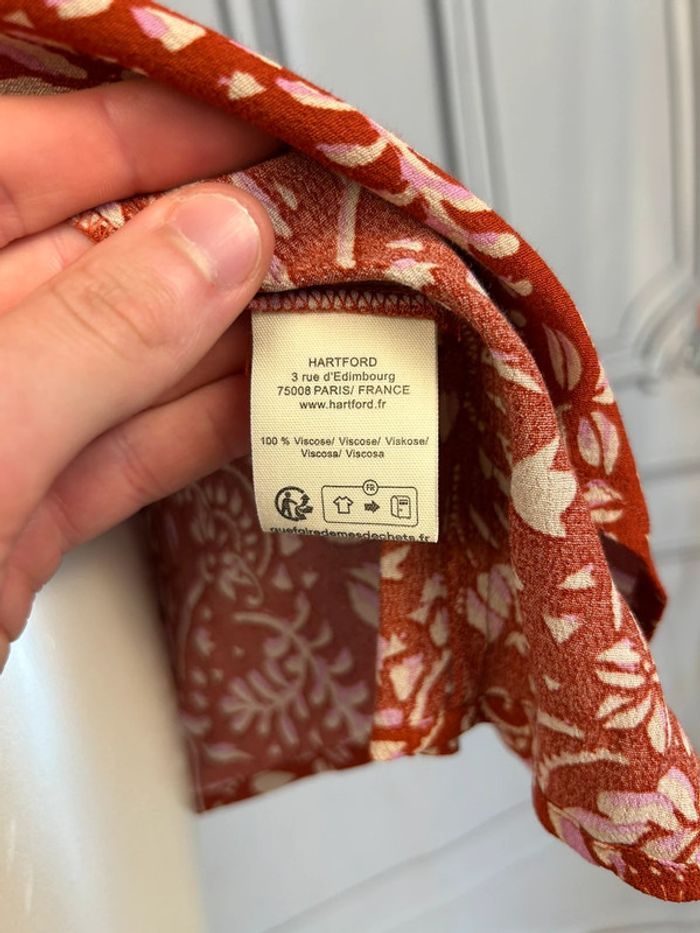 HARTFORD
3 rue d'Edimbourg
75008 PARIS/ FRANCE
www.hartford.fr
100 % Viscose/ Viscose/ Viskose/
Viscosa/ Viscosa
FR
quefairedemesdechets.fr